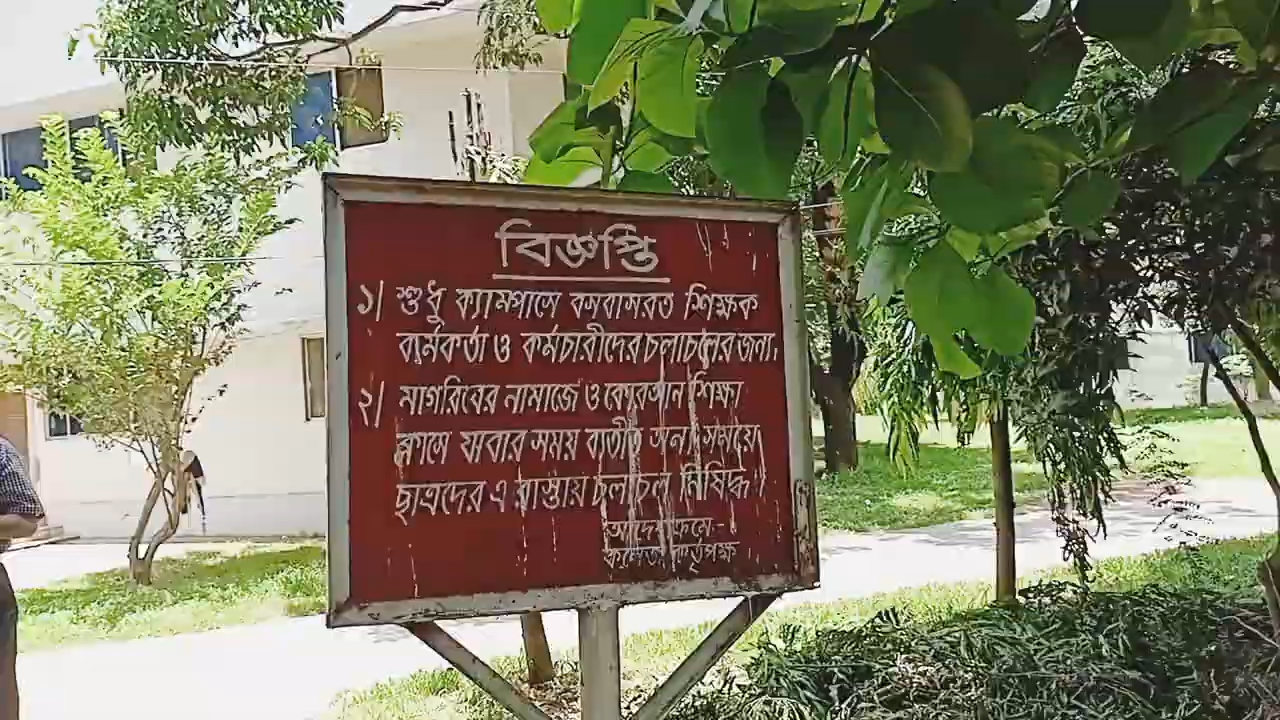 বিজ্ঞপ্তি
১। শুধু ক্যাম্পাসে বসবাসরত শিক্ষক
কর্মকর্তা ও কর্মচারীদের চলাচলের জন্য।
২। মাগরিবের নামাজে ও কোরআন শিক্ষা
ক্লাসে যাবার সময় ব্যতীত অন্য সময়ে
ছাত্রদের এ রাস্তায় চলাচল নিষিদ্ধ।
আদেশক্রমে:-
কলেজ কর্তৃপক্ষ